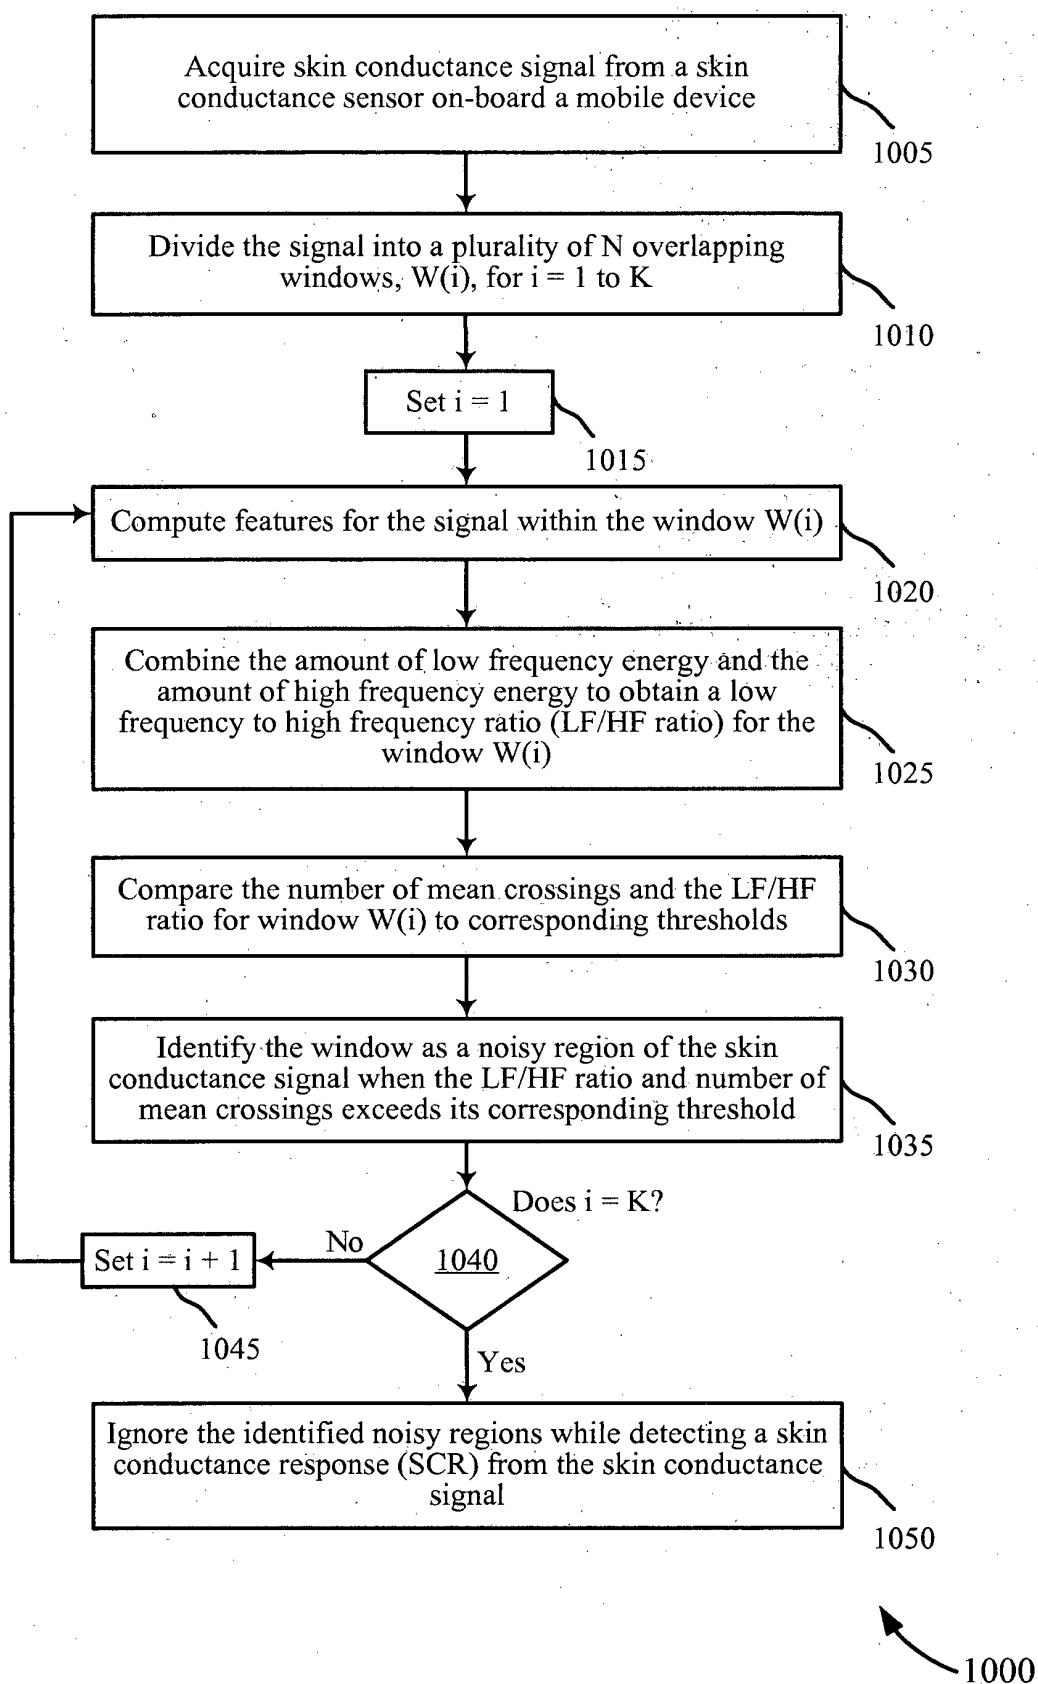 Acquire skin conductance signal from a skin
conductance sensor on-board a mobile device
1005
Divide the signal into a plurality of N overlapping
windows, W(i), for i = 1 to K
1010
Set i = 1
1015
Compute features for the signal within the window W(i)
1020
Combine the amount of low frequency energy and the
amount of high frequency energy to obtain a low
frequency to high frequency ratio (LF/HF ratio) for the
window W(i)
1025
Compare the number of mean crossings and the LF/HF
ratio for window W(i) to corresponding thresholds
1030
Identify the window as a noisy region of the skin
conductance signal when the LF/HF ratio and number of
mean crossings exceeds its corresponding threshold
1035
Does i = K?
No
1040
Set i = i + 1
1045
Yes
Ignore the identified noisy regions while detecting a skin
conductance response (SCR) from the skin conductance
signal
1050
1000